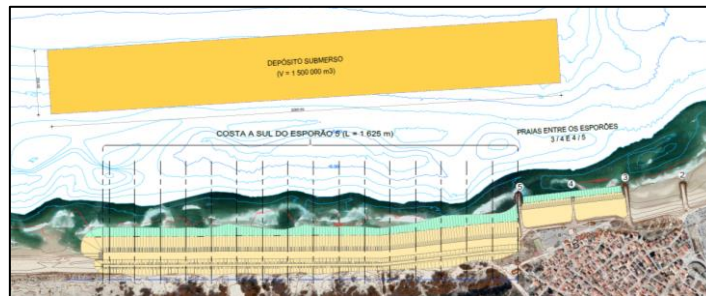 DEPÓSITO SUBMERSO
(V = 1 500 000 m3)
COSTA A SUL DO ESPORÃO 5 (L = 1.625 m)
PRAIAS ENTRE OS ESPORÕES
3 / 4 E 4 / 5
5
4
3
2